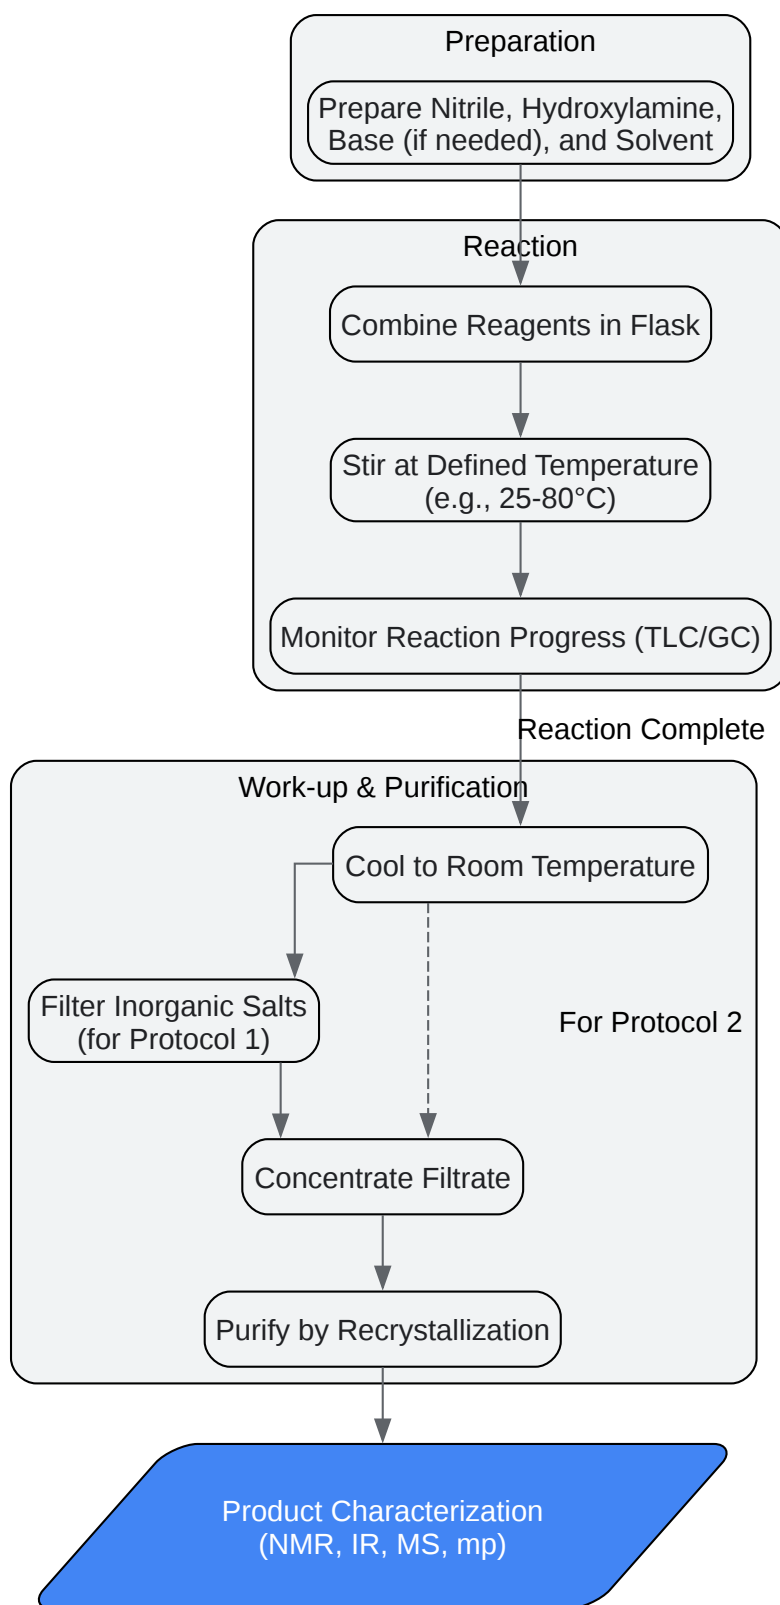 Preparation
Prepare Nitrile, Hydroxylamine,
Base (if needed), and Solvent
Reaction
Combine Reagents in Flask
Stir at Defined Temperature
(e.g., 25-80°C)
Monitor Reaction Progress (TLC/GC)
Reaction Complete
Work-up & Purification
Cool to Room Temperature
Filter Inorganic Salts
(for Protocol 1)
For Protocol 2
Concentrate Filtrate
Purify by Recrystallization
Product Characterization
(NMR, IR, MS, mp)